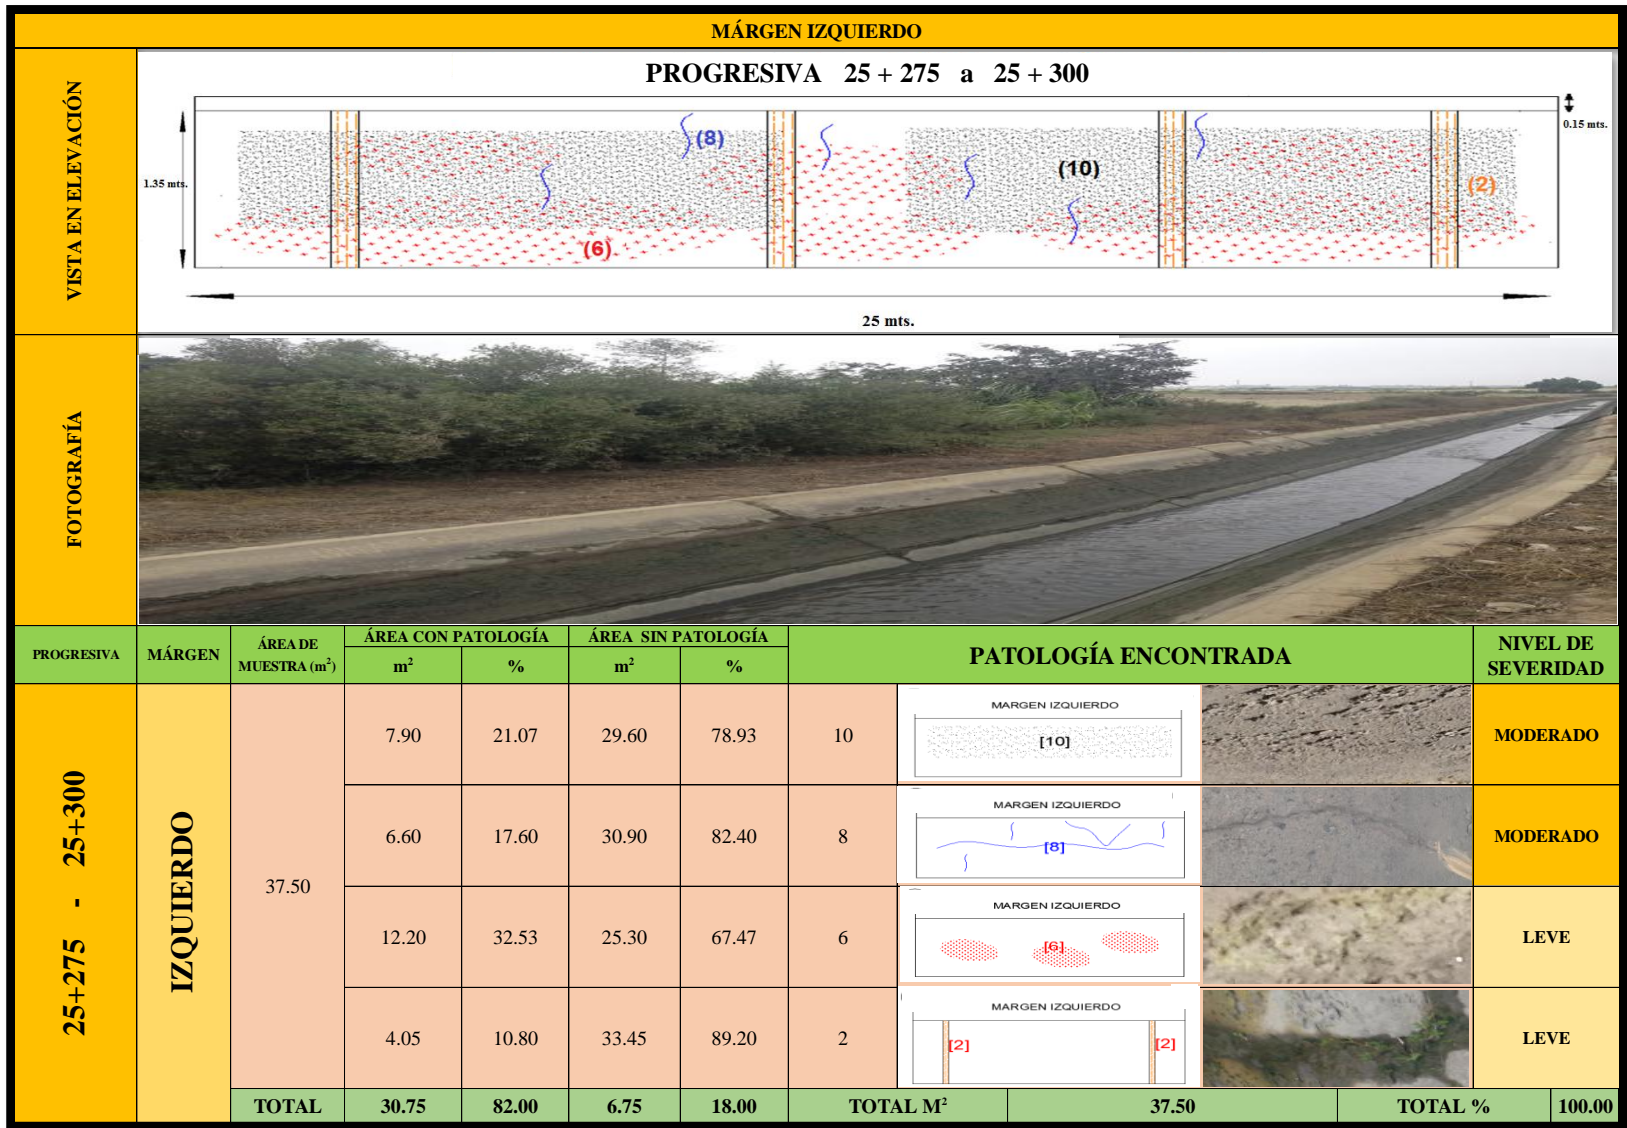 MÁRGEN IZQUIERDO
VISTA EN ELEVACIÓN
PROGRESIVA 25 + 275 a 25 + 300
0.15 mts.
1.35 mts.
(8)
(10)
(2)
(6)
25 mts.
FOTOGRAFÍA
PROGRESIVA
MÁRGEN
ÁREA DE
MUESTRA (m²)
ÁREA CON PATOLOGÍA
m² %
ÁREA SIN PATOLOGÍA
m² %
PATOLOGÍA ENCONTRADA
NIVEL DE
SEVERIDAD
25+275 - 25+300
IZQUIERDO
37.50
7.90 21.07 29.60 78.93 10
MARGEN IZQUIERDO
[10]
MODERADO
6.60 17.60 30.90 82.40 8
MARGEN IZQUIERDO
[8]
MODERADO
12.20 32.53 25.30 67.47 6
MARGEN IZQUIERDO
[6]
LEVE
4.05 10.80 33.45 89.20 2
MARGEN IZQUIERDO
[2] [2]
LEVE
TOTAL 30.75 82.00 6.75 18.00 TOTAL M² 37.50 TOTAL % 100.00